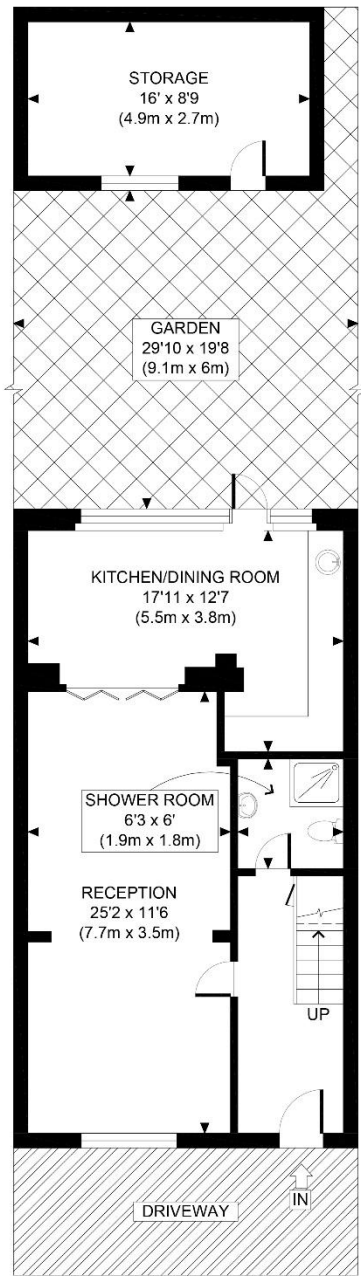 STORAGE
16' x 8'9
(4.9m x 2.7m)
GARDEN
29'10 x 19'8
(9.1m x 6m)
KITCHEN/DINING ROOM
17'11 x 12'7
(5.5m x 3.8m)
SHOWER ROOM
6'3 x 6'
(1.9m x 1.8m)
RECEPTION
25'2 x 11'6
(7.7m x 3.5m)
UP
IN
DRIVEWAY